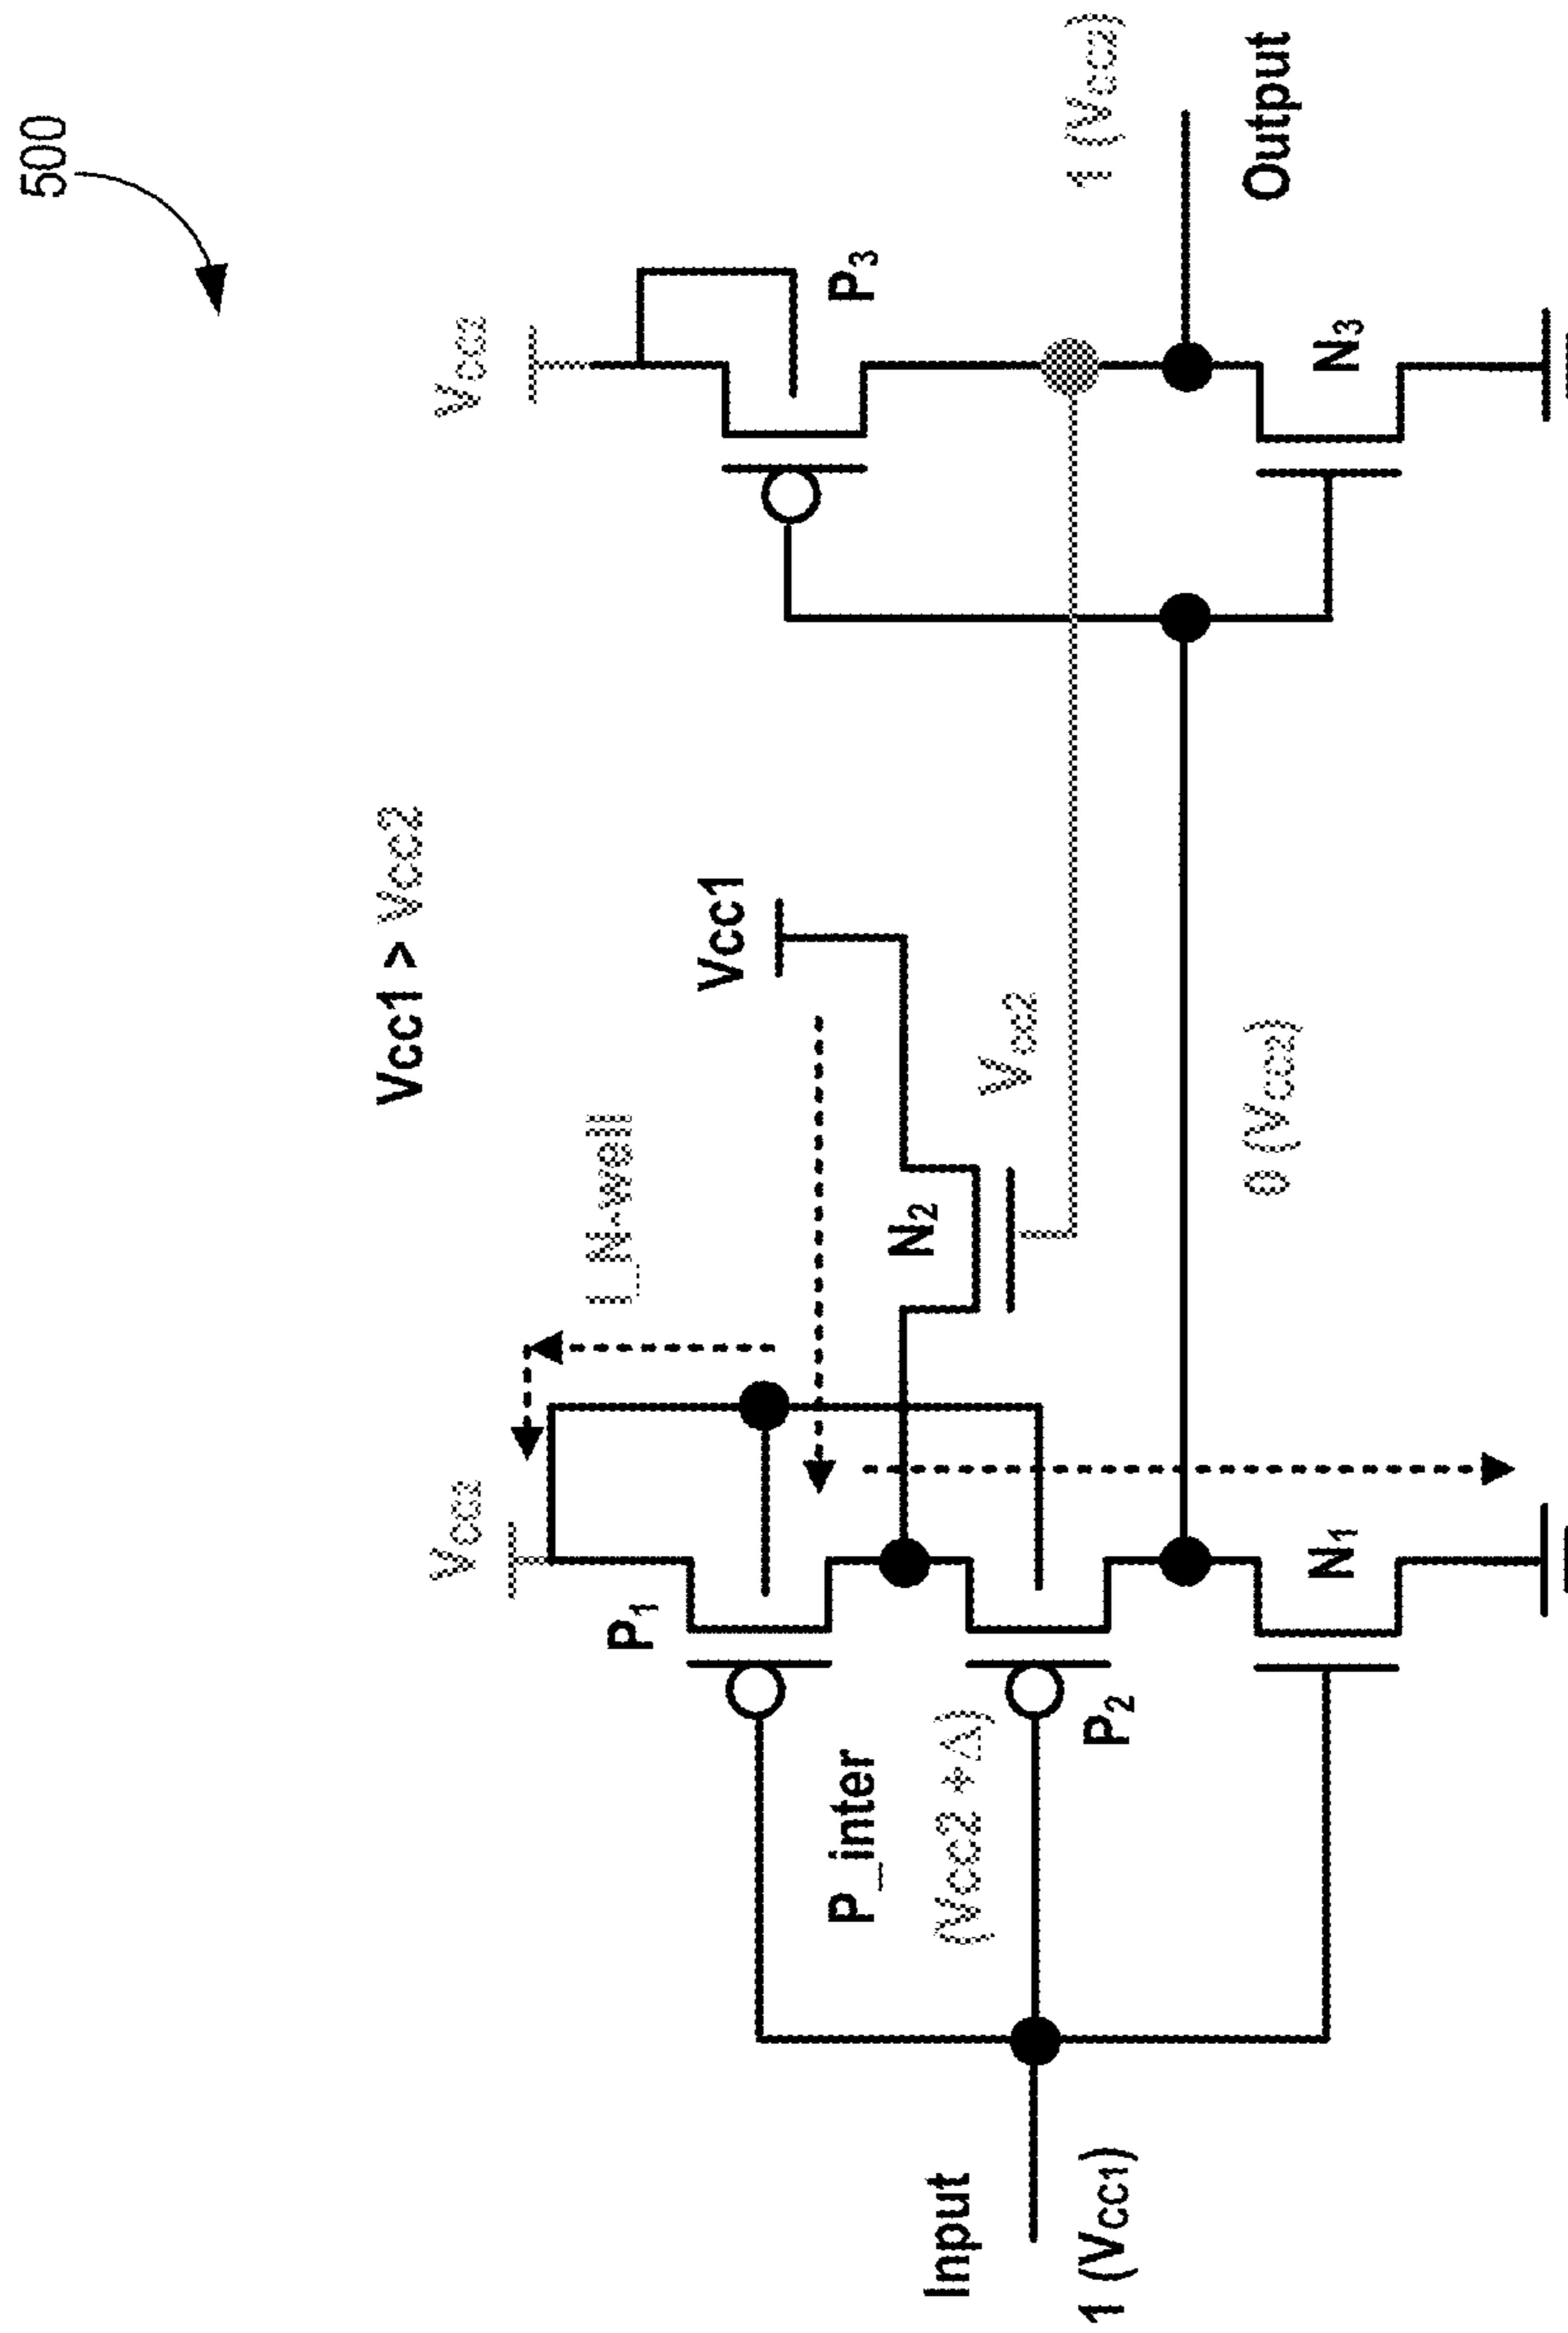 500
Vcc1 > Vcc2
Vcc2
I_N-well
Vcc1
Vcc2
P1
P3
P_inter
(Vcc2 +Δ)
N2
Vcc2
1 (Vcc2)
Input
1 (Vcc1)
P2
0 (Vcc2)
Output
N1
N3